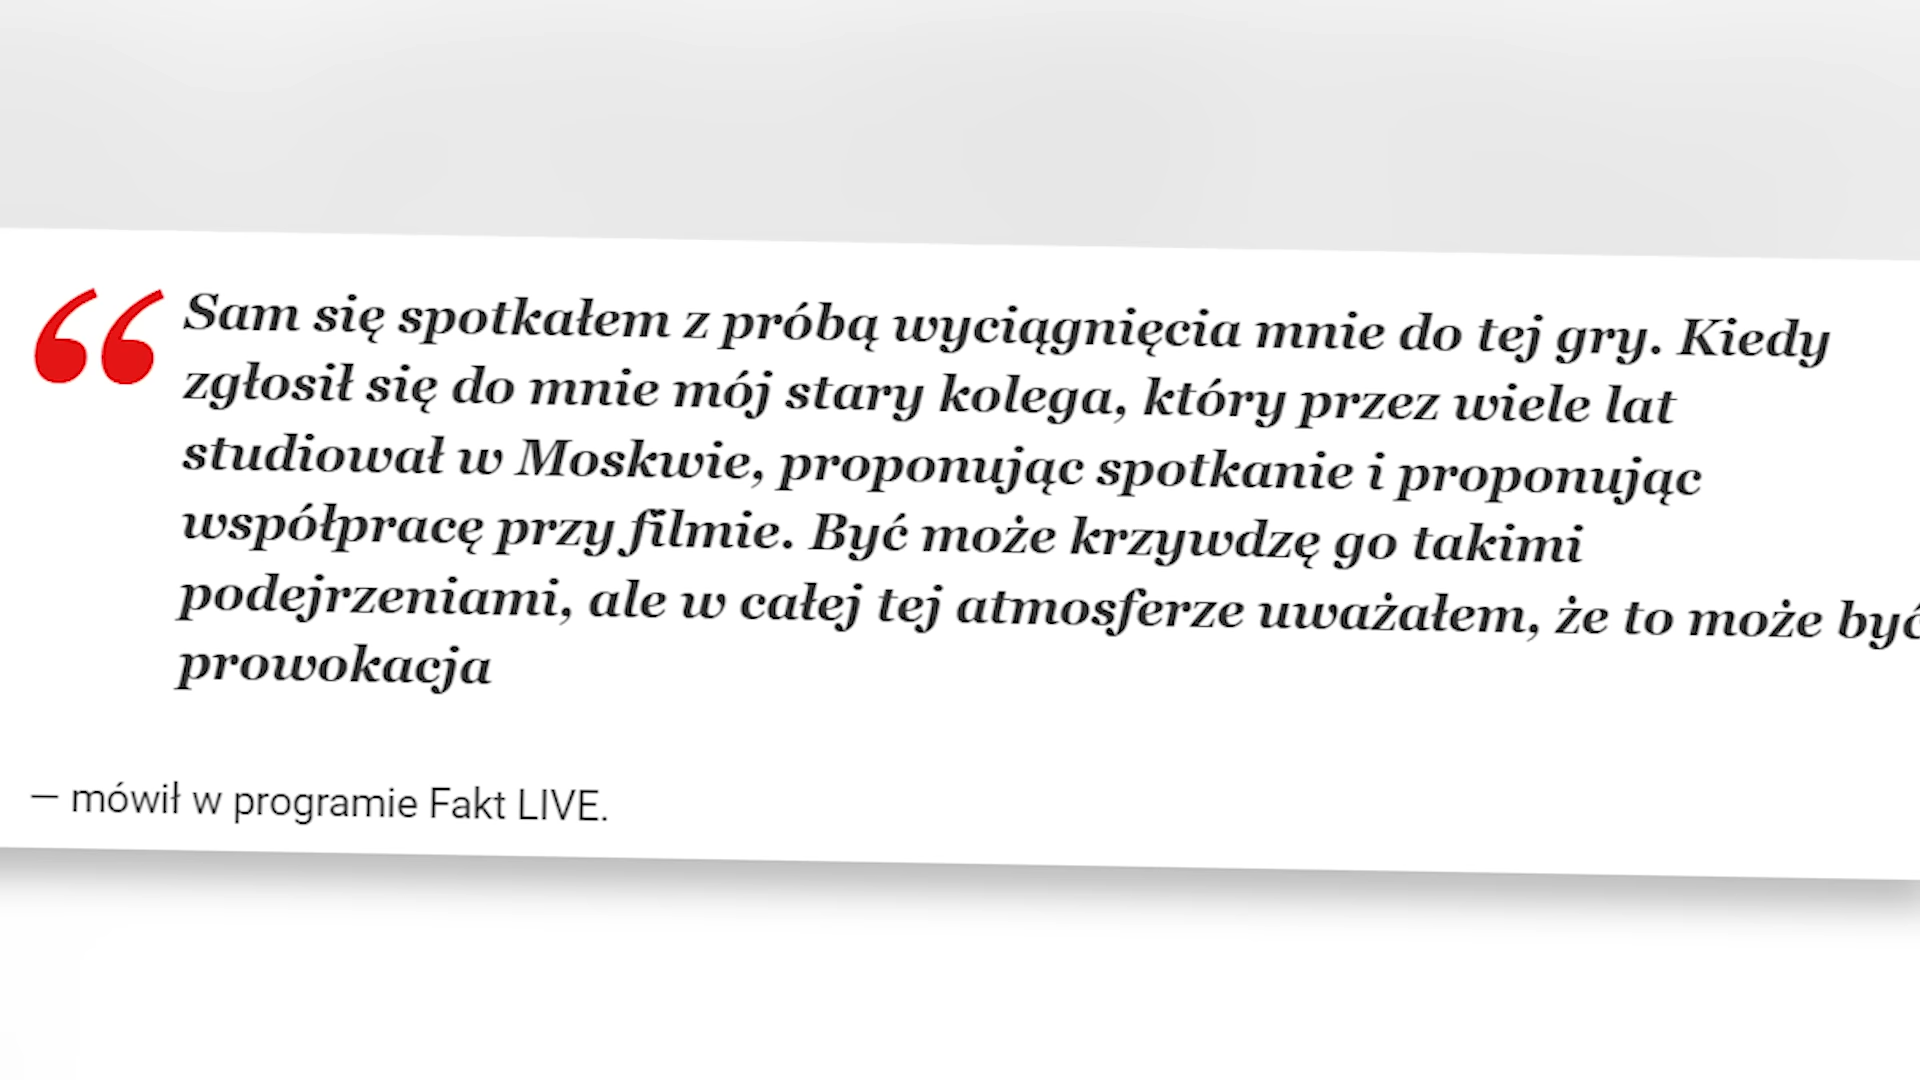 “ Sam się spotkałem z próbą wyciągnięcia mnie do tej gry. Kiedy
zgłosił się do mnie mój stary kolega, który przez wiele lat
studiował w Moskwie, proponując spotkanie i proponując
współpracę przy filmie. Być może krzywdzę go takimi
podejrzeniami, ale w całej tej atmosferze uważałem, że to może być
prowokacja
— mówił w programie Fakt LIVE.